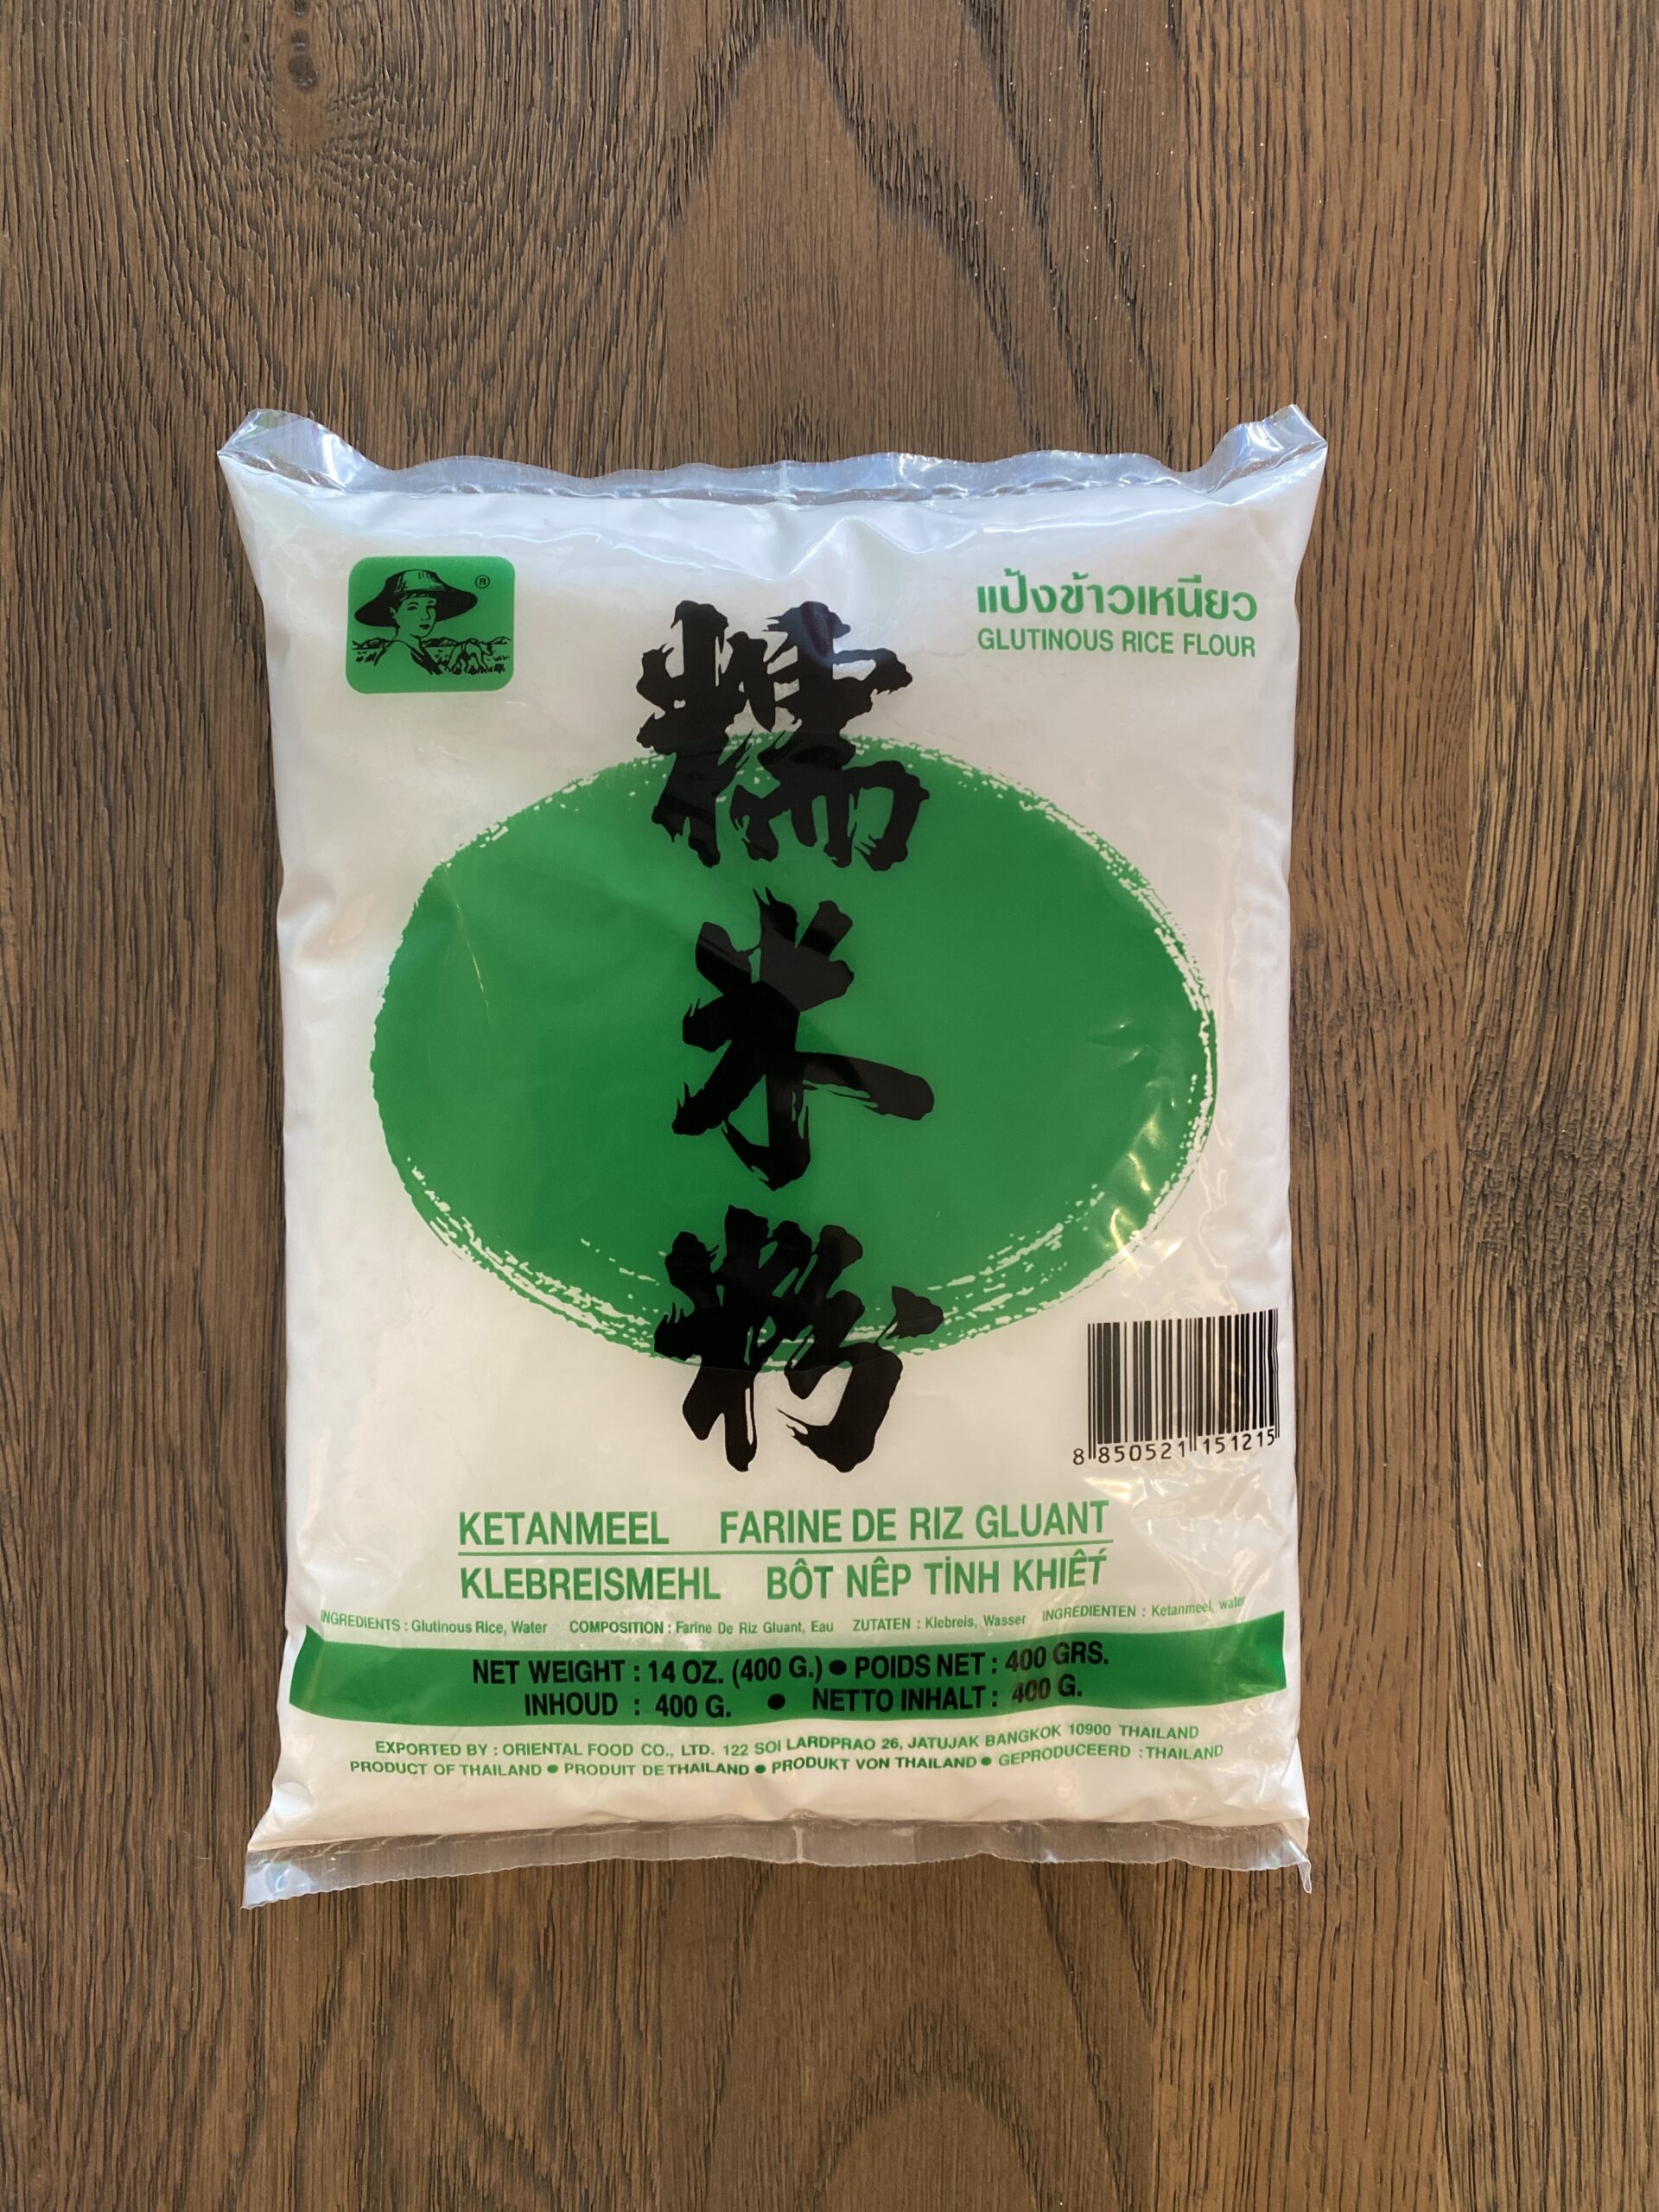 ®
แป้งข้าวเหนียว
GLUTINOUS RICE FLOUR
糯
米
粉
8 850521 151215
KETANMEEL FARINE DE RIZ GLUANT
KLEBREISMEHL BÔT NÊP TINH KHIẾT
INGREDIENTS : Glutinous Rice, Water COMPOSITION : Farine De Riz Gluant, Eau ZUTATEN : Klebreis, Wasser INGREDIENTEN : Ketanmeel, water
NET WEIGHT : 14 OZ. (400 G.) ● POIDS NET : 400 GRS.
INHOUD : 400 G. ● NETTO INHALT : 400 G.
EXPORTED BY : ORIENTAL FOOD CO., LTD. 122 SOI LARDPRAO 26, JATUJAK BANGKOK 10900 THAILAND
PRODUCT OF THAILAND ● PRODUIT DE THAILAND ● PRODUKT VON THAILAND ● GEPRODUCEERD : THAILAND